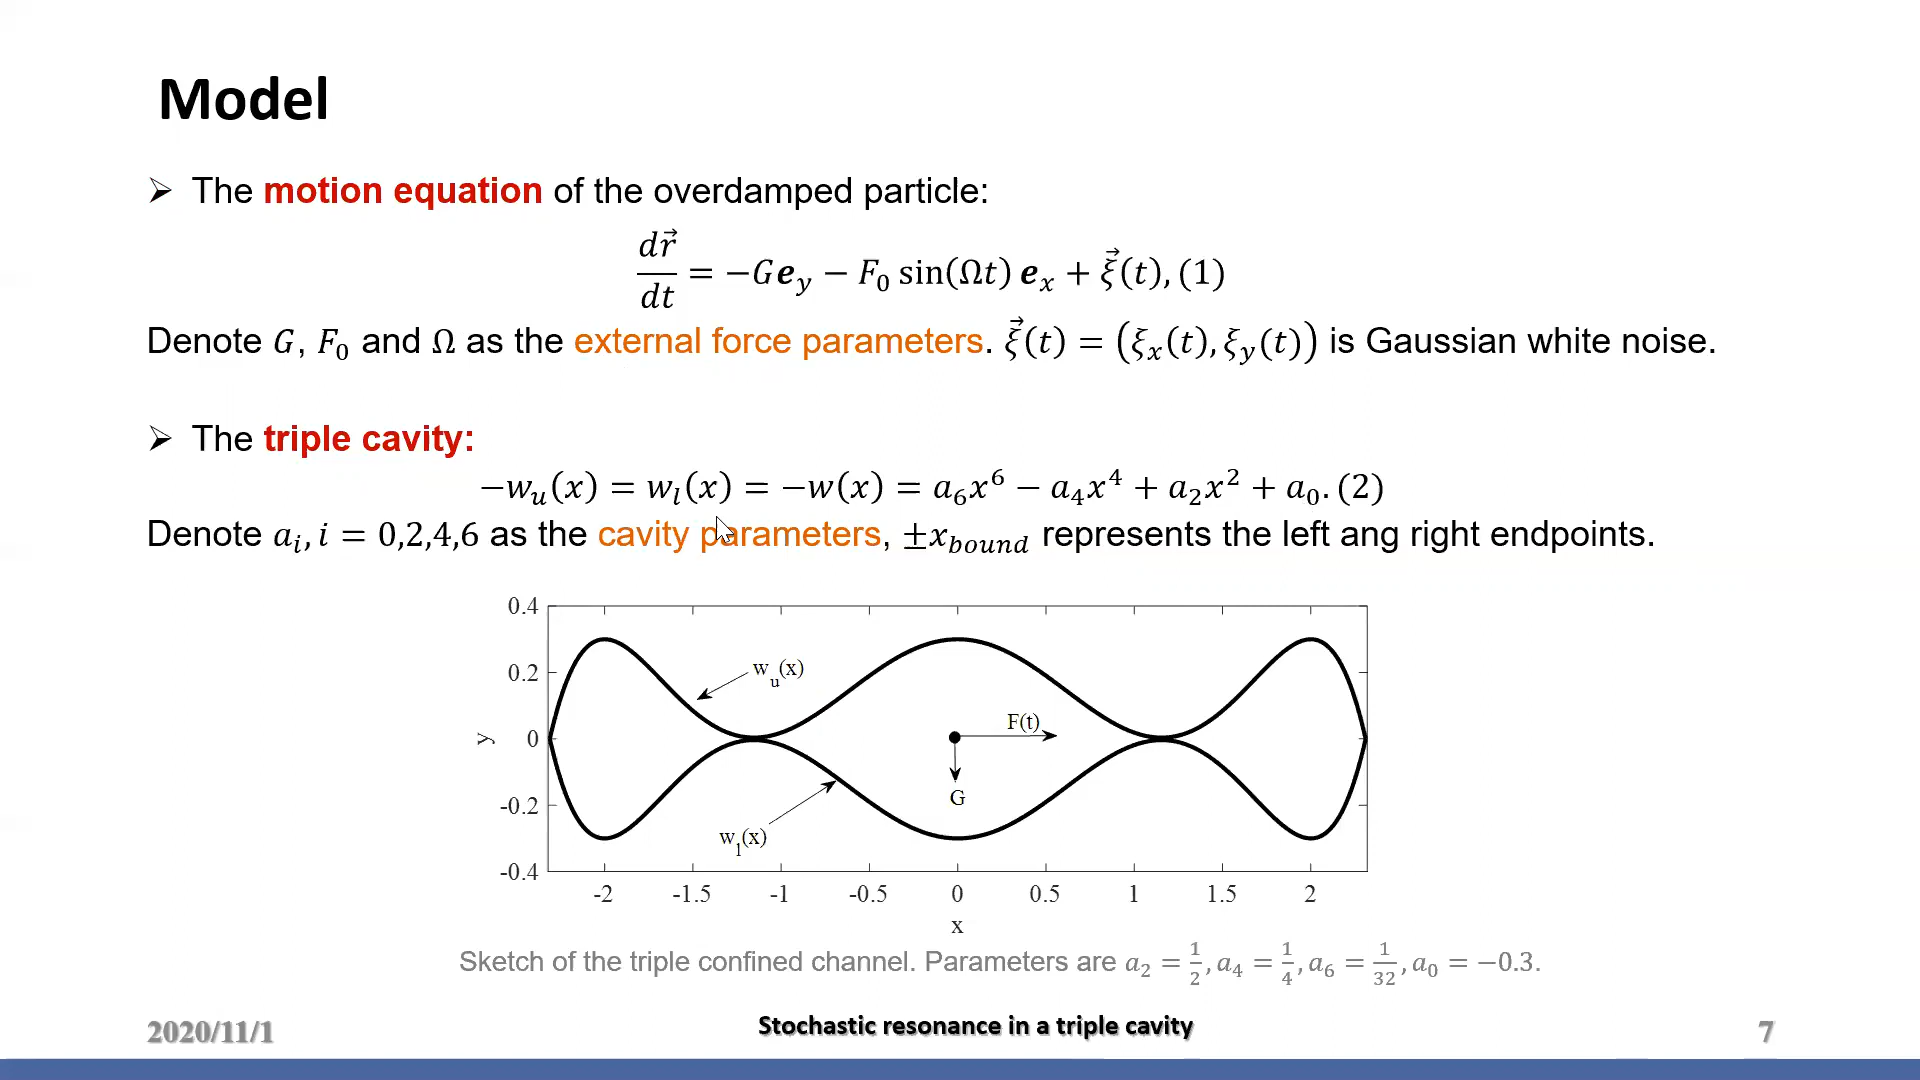 Model
➢ The motion equation of the overdamped particle:
d𝑟⃗/dt = −G𝒆_y − F₀ sin(Ωt) 𝒆_x + ξ⃗(t), (1)
Denote G, F₀ and Ω as the external force parameters. ξ⃗(t) = (ξ_x(t), ξ_y(t)) is Gaussian white noise.
➢ The triple cavity:
−w_u(x) = w_l(x) = −w(x) = a₆x⁶ − a₄x⁴ + a₂x² + a₀. (2)
Denote a_i, i = 0,2,4,6 as the cavity parameters, ±x_bound represents the left ang right endpoints.
0.4
0.2
0
-0.2
-0.4
y
w_u(x)
F(t)
G
w_l(x)
-2 -1.5 -1 -0.5 0 0.5 1 1.5 2
x
Sketch of the triple confined channel. Parameters are a₂ = 1/2, a₄ = 1/4, a₆ = 1/32, a₀ = −0.3.
2020/11/1 Stochastic resonance in a triple cavity 7